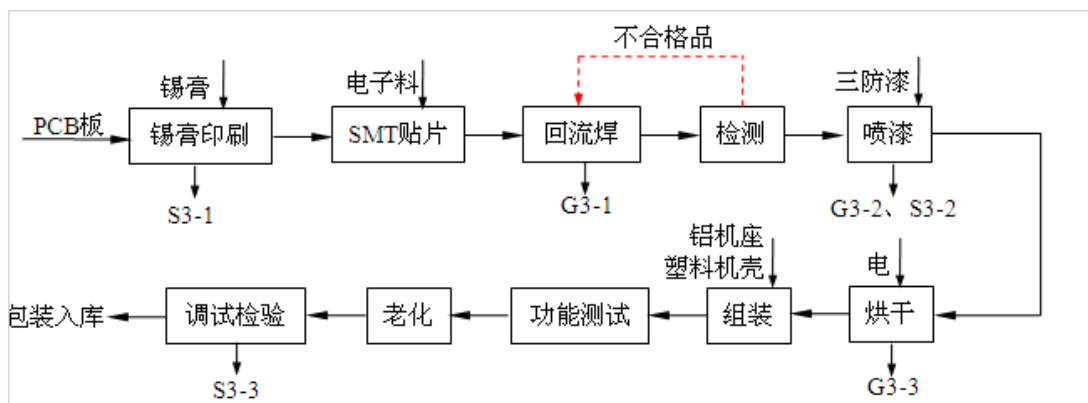 不合格品
锡膏
电子料
三防漆
PCB板
锡膏印刷
SMT贴片
回流焊
检测
喷漆
S3-1
G3-1
G3-2、S3-2
铝机座
塑料机壳
电
包装入库
调试检验
老化
功能测试
组装
烘干
S3-3
G3-3